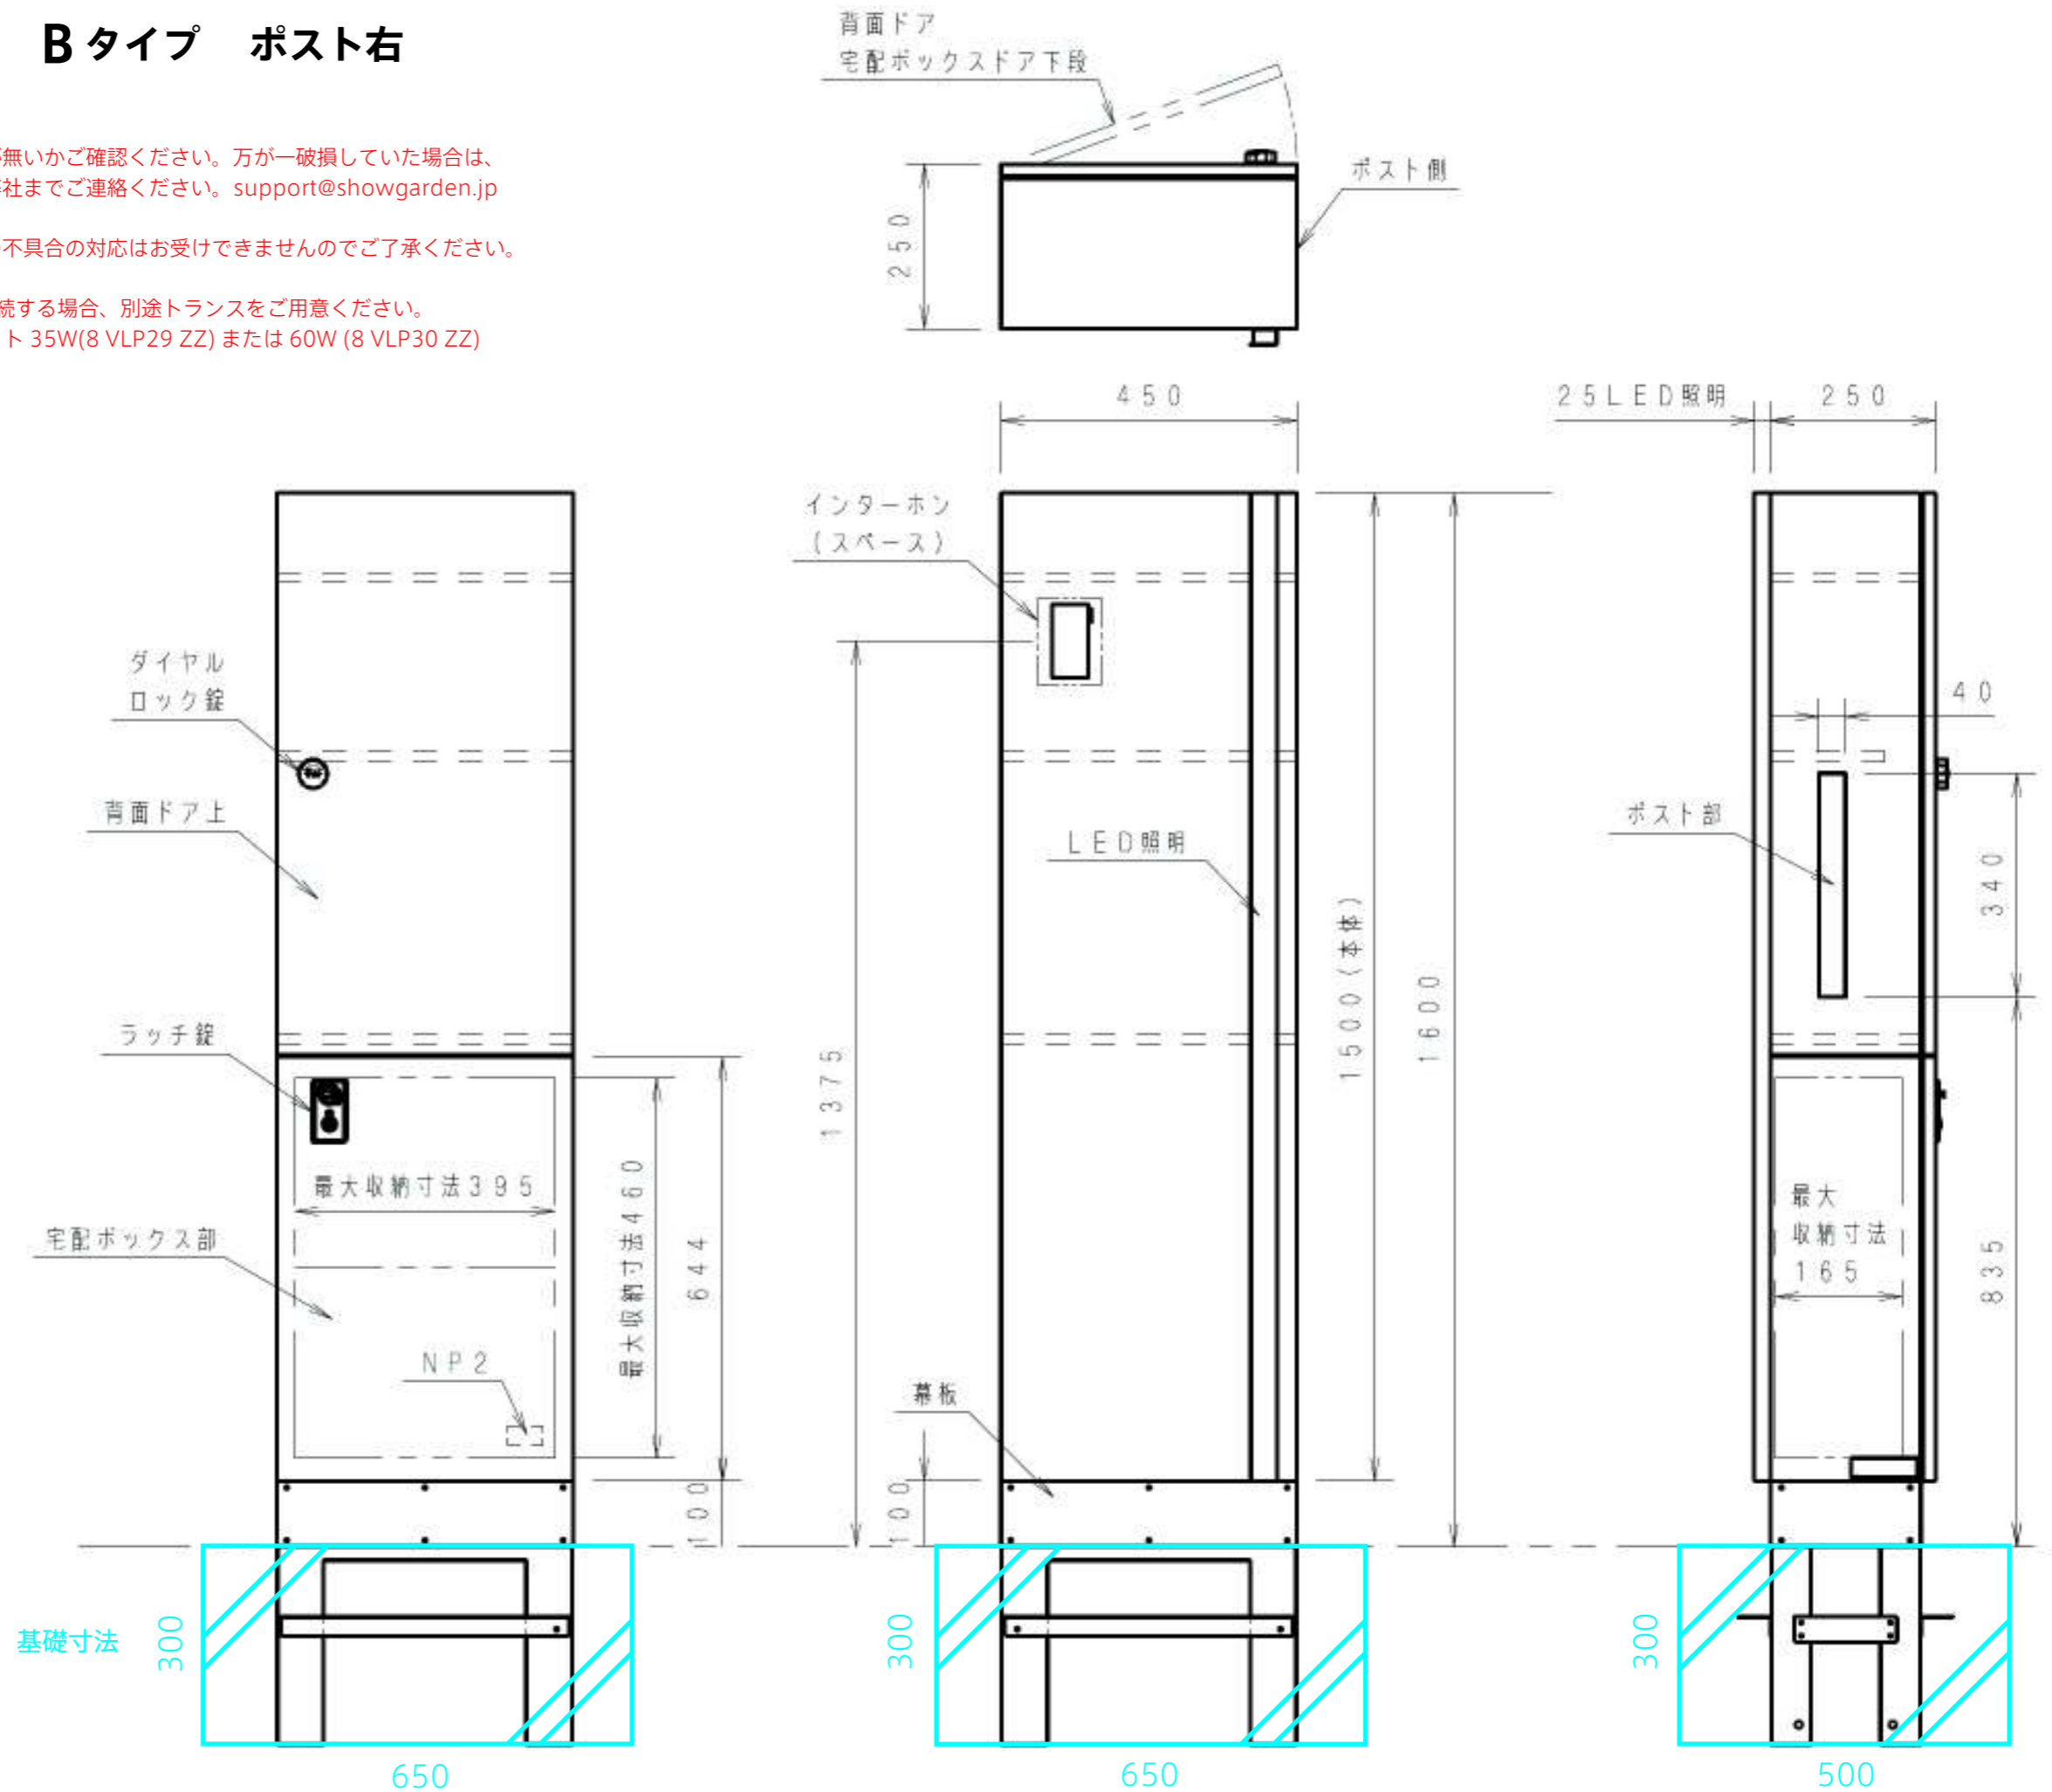 B タイプ　ポスト右
が無いかご確認ください。万が一破損していた場合は、
社までご連絡ください。support@showgarden.jp
不具合の対応はお受けできませんのでご了承ください。
続する場合、別途トランスをご用意ください。
ト 35W(8 VLP29 ZZ) または 60W (8 VLP30 ZZ)
背面ドア
宅配ボックスドア下段
ポスト側
250
450
25LED照明
250
インターホン
(スペース)
ダイヤル
ロック錠
背面ドア上
ラッチ錠
最大収納寸法395
宅配ボックス部
最大収納寸法460
644
NP2
100
1375
LED照明
1500(本体)
1600
幕板
100
40
ポスト部
340
最大
収納寸法
165
835
基礎寸法
300
650
300
650
300
500